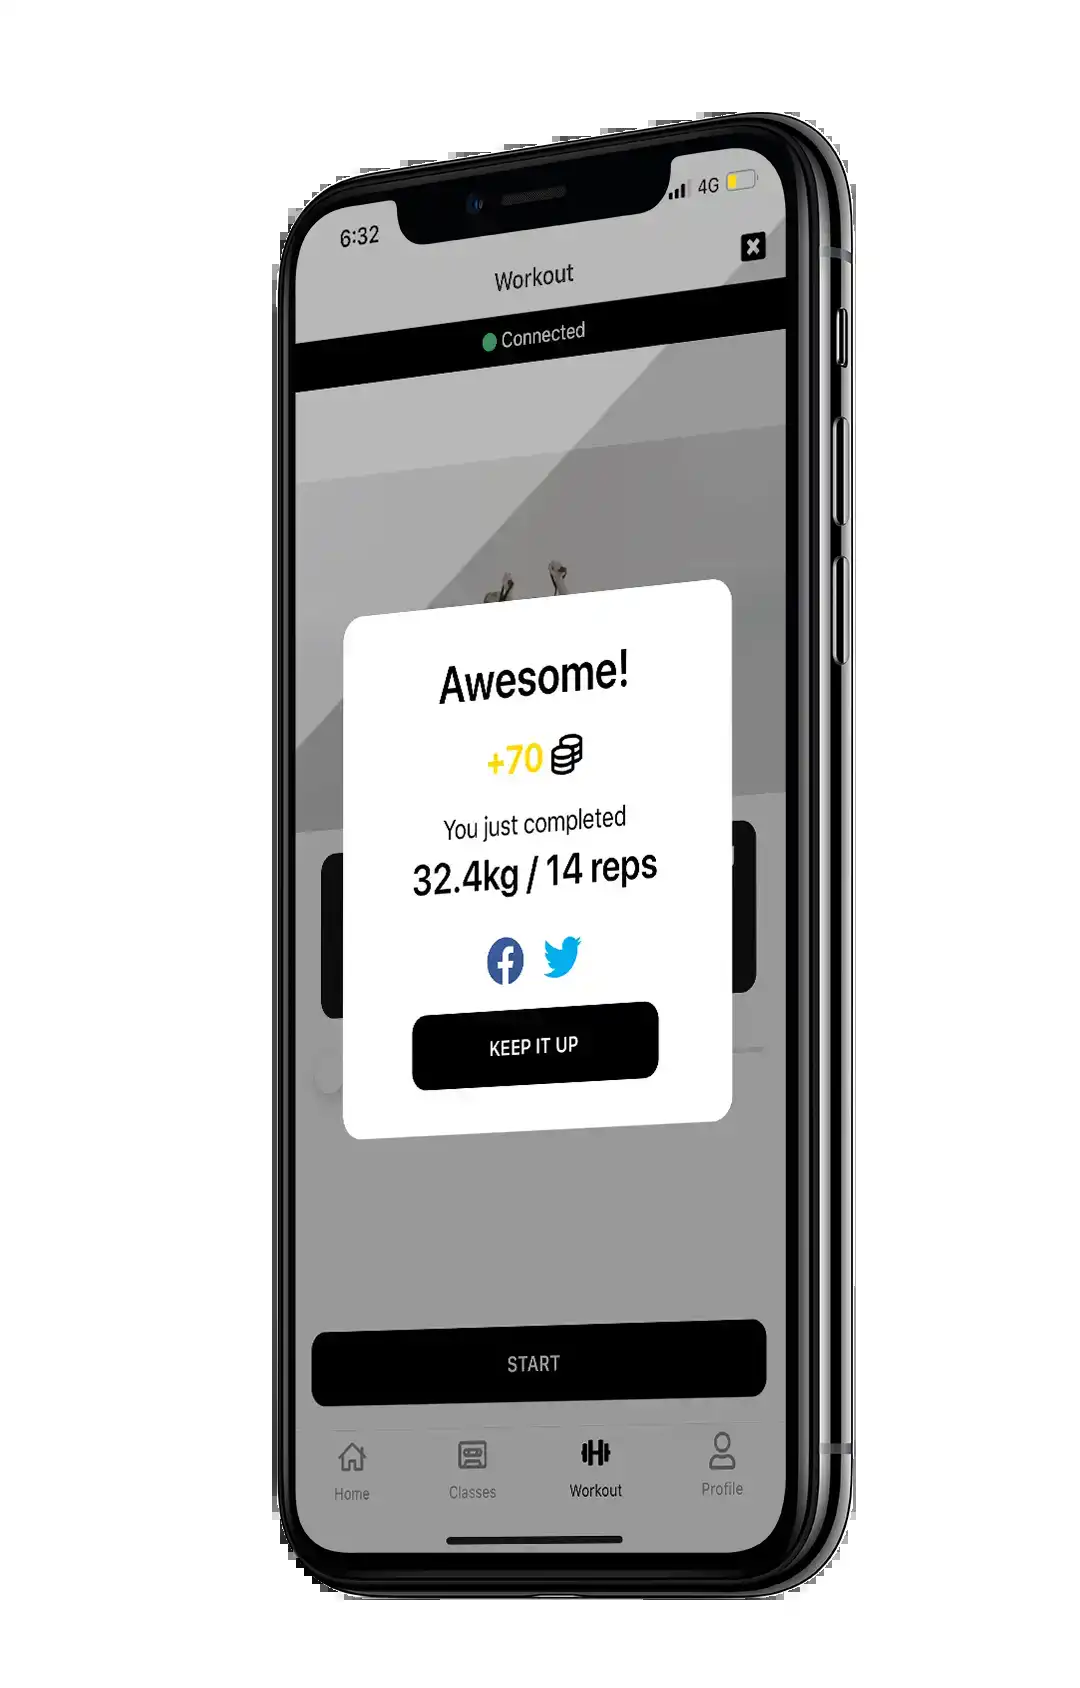 6:32
4G
Workout
Connected
Awesome!
+70
You just completed
32.4kg / 14 reps
KEEP IT UP
START
Home
Classes
Workout
Profile